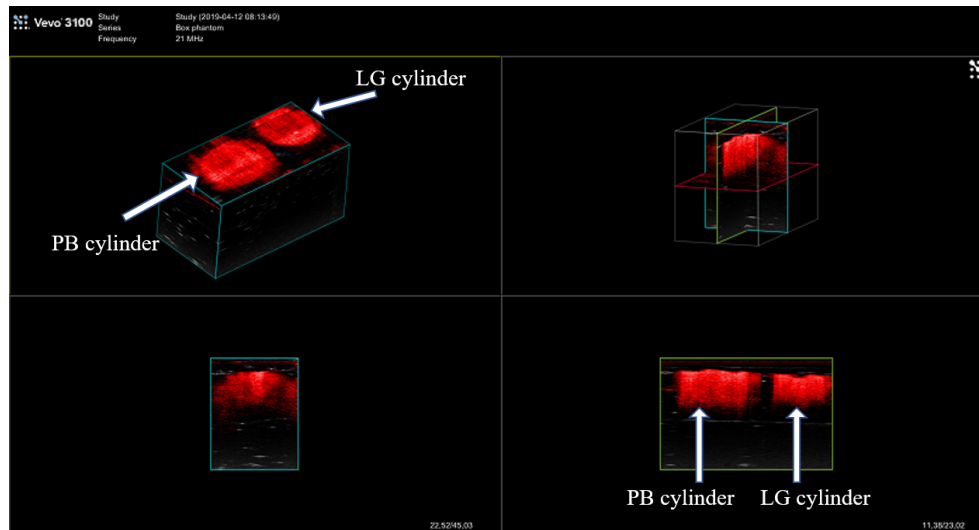 Vevo 3100 Study Study (2019-04-12 08:13:49)
Series Box phantom
Frequency 21 MHz
LG cylinder
PB cylinder
PB cylinder LG cylinder
22,52/45,03
11,38/23,02